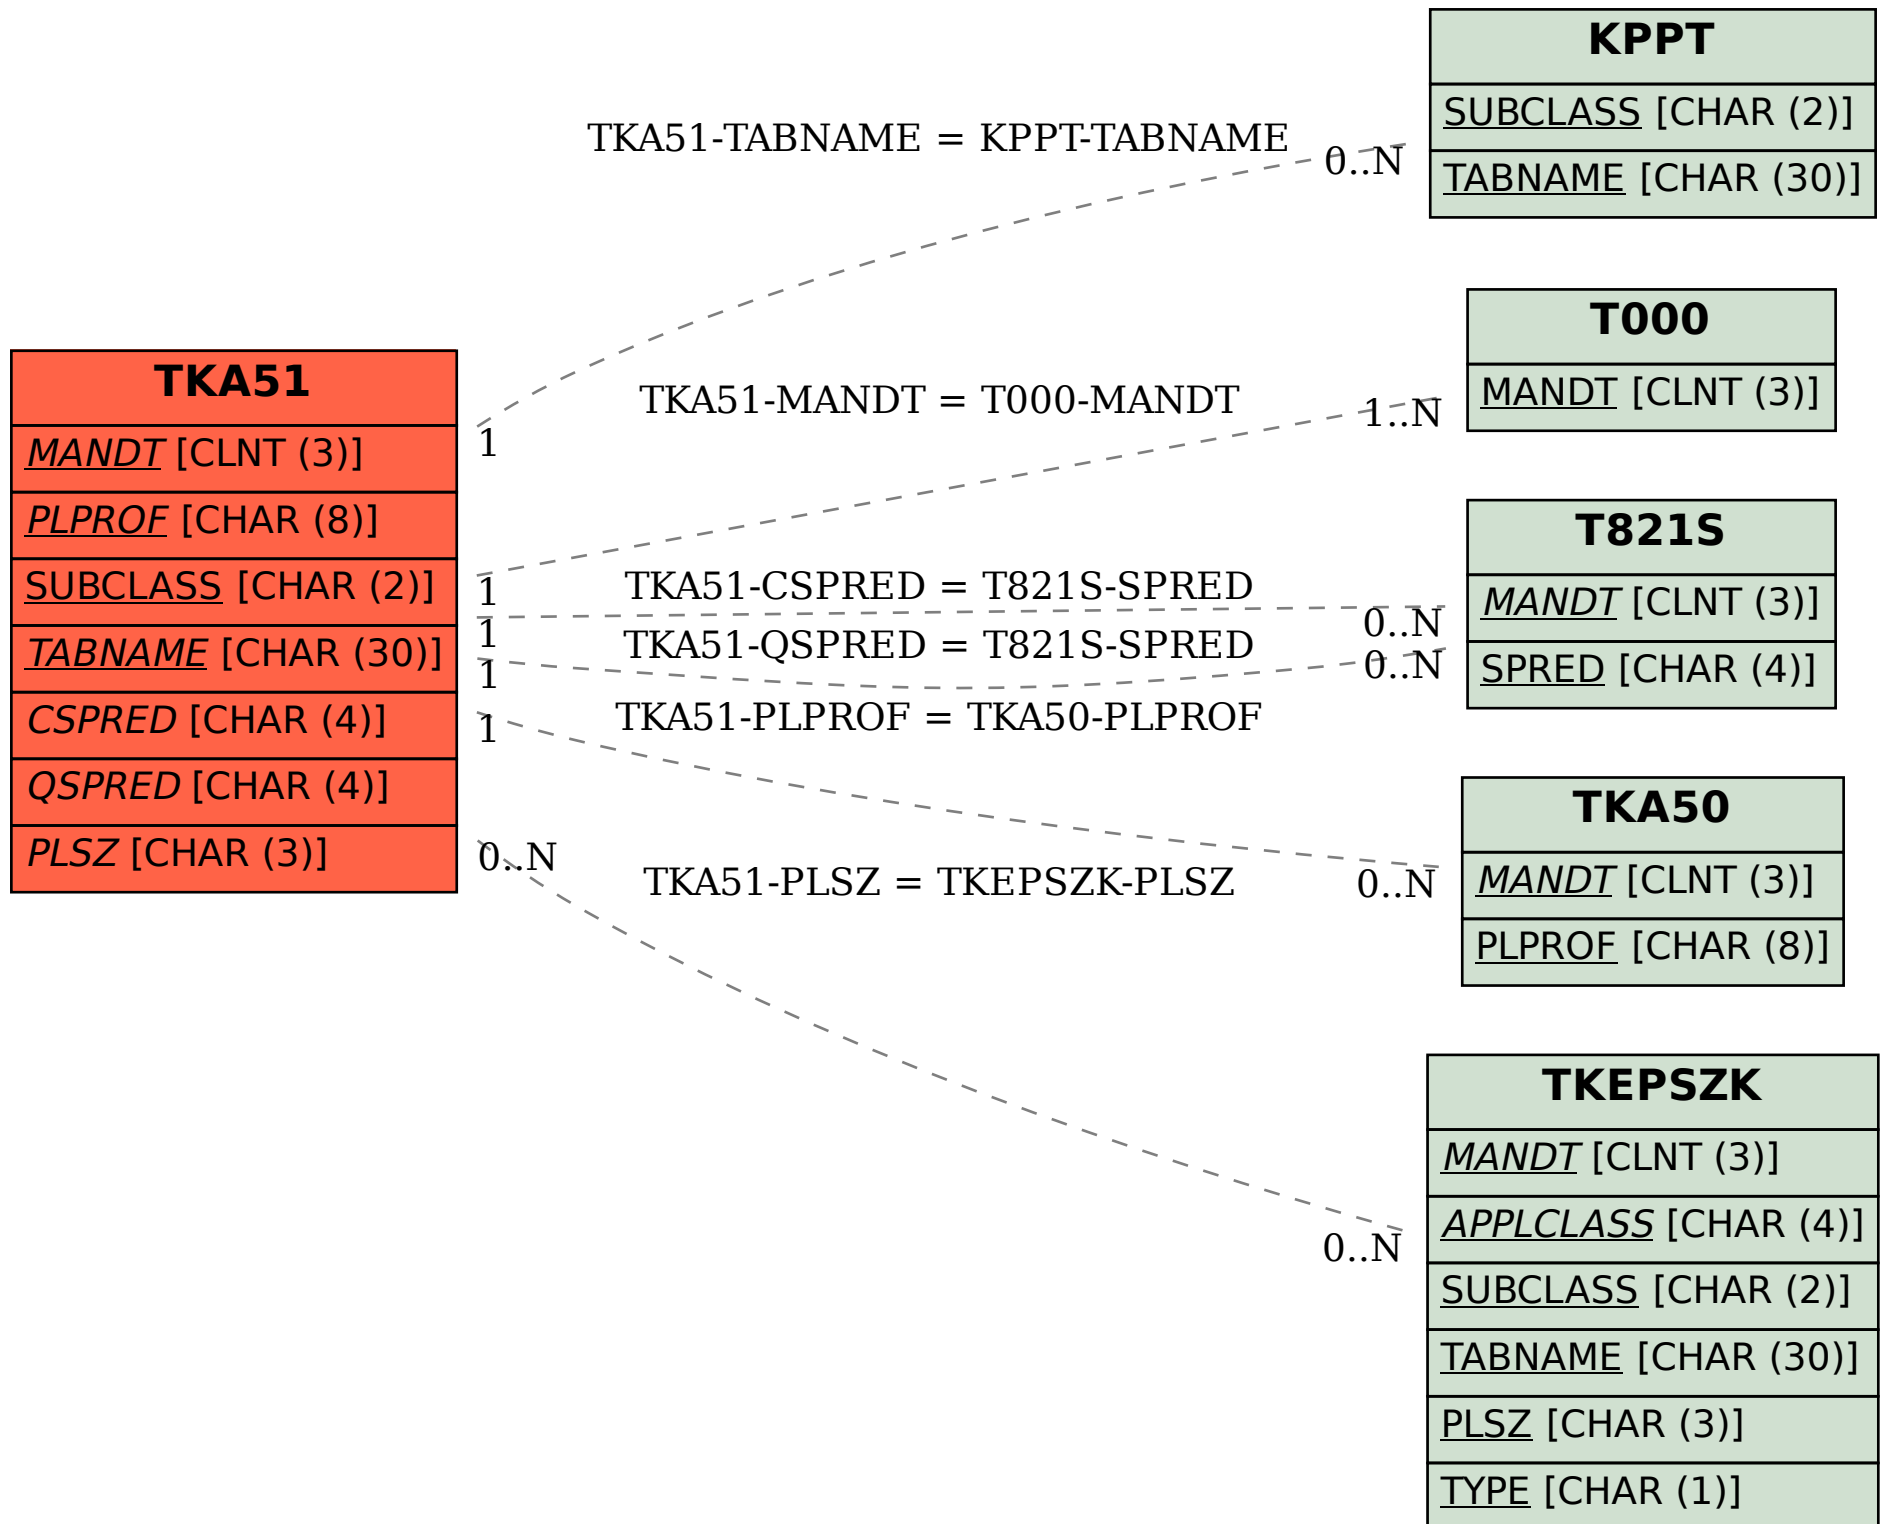 KPPT
SUBCLASS [CHAR (2)]
TABNAME [CHAR (30)]
TKA51-TABNAME = KPPT-TABNAME
0..N
1
T000
MANDT [CLNT (3)]
TKA51-MANDT = T000-MANDT
1..N
1
TKA51
MANDT [CLNT (3)]
PLPROF [CHAR (8)]
SUBCLASS [CHAR (2)]
TABNAME [CHAR (30)]
CSPRED [CHAR (4)]
QSPRED [CHAR (4)]
PLSZ [CHAR (3)]
T821S
MANDT [CLNT (3)]
SPRED [CHAR (4)]
TKA51-CSPRED = T821S-SPRED
0..N
1
TKA51-QSPRED = T821S-SPRED
0..N
1
TKA51-PLPROF = TKA50-PLPROF
1
0..N
TKA50
MANDT [CLNT (3)]
PLPROF [CHAR (8)]
0..N
TKA51-PLSZ = TKEPSZK-PLSZ
0..N
TKEPSZK
MANDT [CLNT (3)]
APPLCLASS [CHAR (4)]
SUBCLASS [CHAR (2)]
TABNAME [CHAR (30)]
PLSZ [CHAR (3)]
TYPE [CHAR (1)]